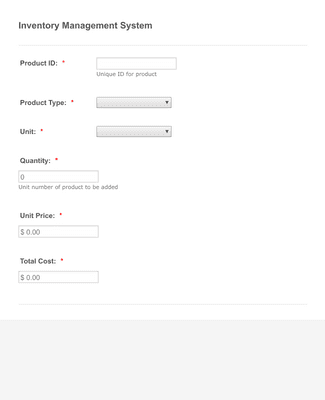 Inventory Management System
Product ID: *
Unique ID for product
Product Type: *
Unit: *
Quantity: *
0
Unit number of product to be added
Unit Price: *
$ 0.00
Total Cost: *
$ 0.00